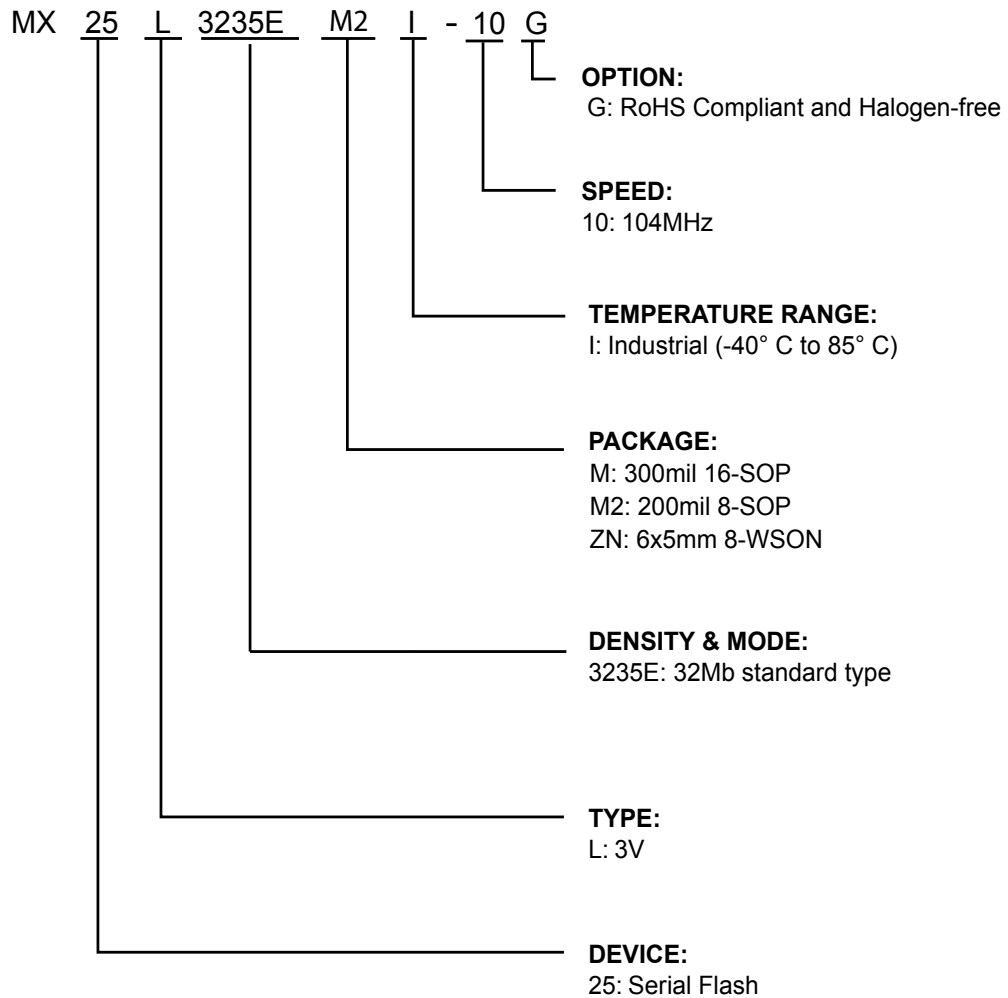 MX 25 L 3235E M2 I - 10 G
OPTION:
G: RoHS Compliant and Halogen-free
SPEED:
10: 104MHz
TEMPERATURE RANGE:
I: Industrial (-40° C to 85° C)
PACKAGE:
M: 300mil 16-SOP
M2: 200mil 8-SOP
ZN: 6x5mm 8-WSON
DENSITY & MODE:
3235E: 32Mb standard type
TYPE:
L: 3V
DEVICE:
25: Serial Flash